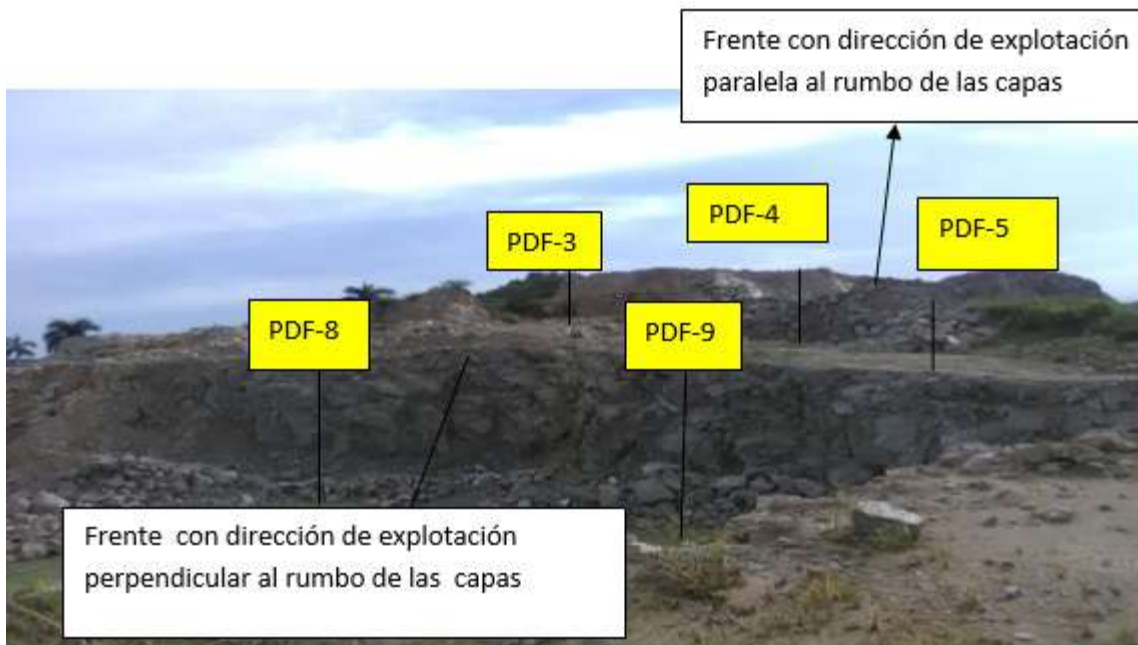 Frente con dirección de explotación
paralela al rumbo de las capas
PDF-4
PDF-3
PDF-5
PDF-8
PDF-9
Frente con dirección de explotación
perpendicular al rumbo de las capas